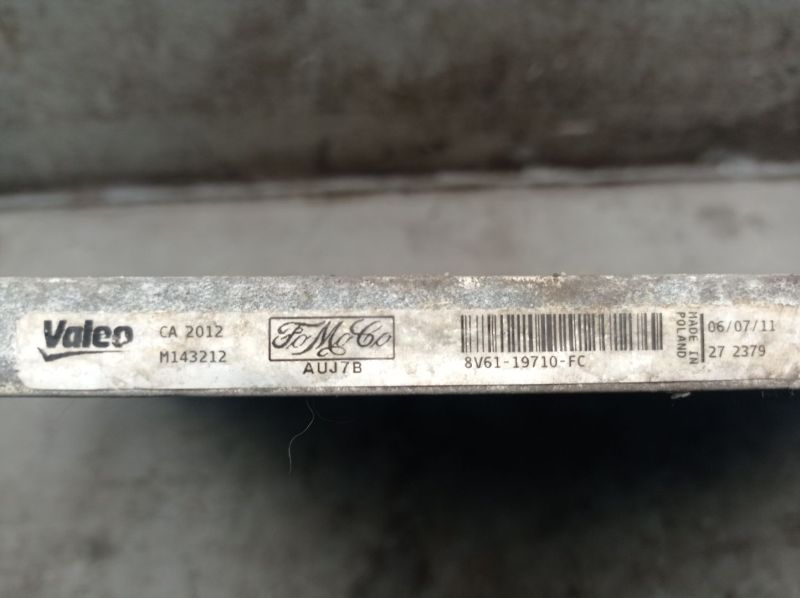 Valeo
CA 2012
M143212
FoMoCo
AUJ7B
8V61-19710-FC
MADE IN
POLAND
06/07/11
27 2379